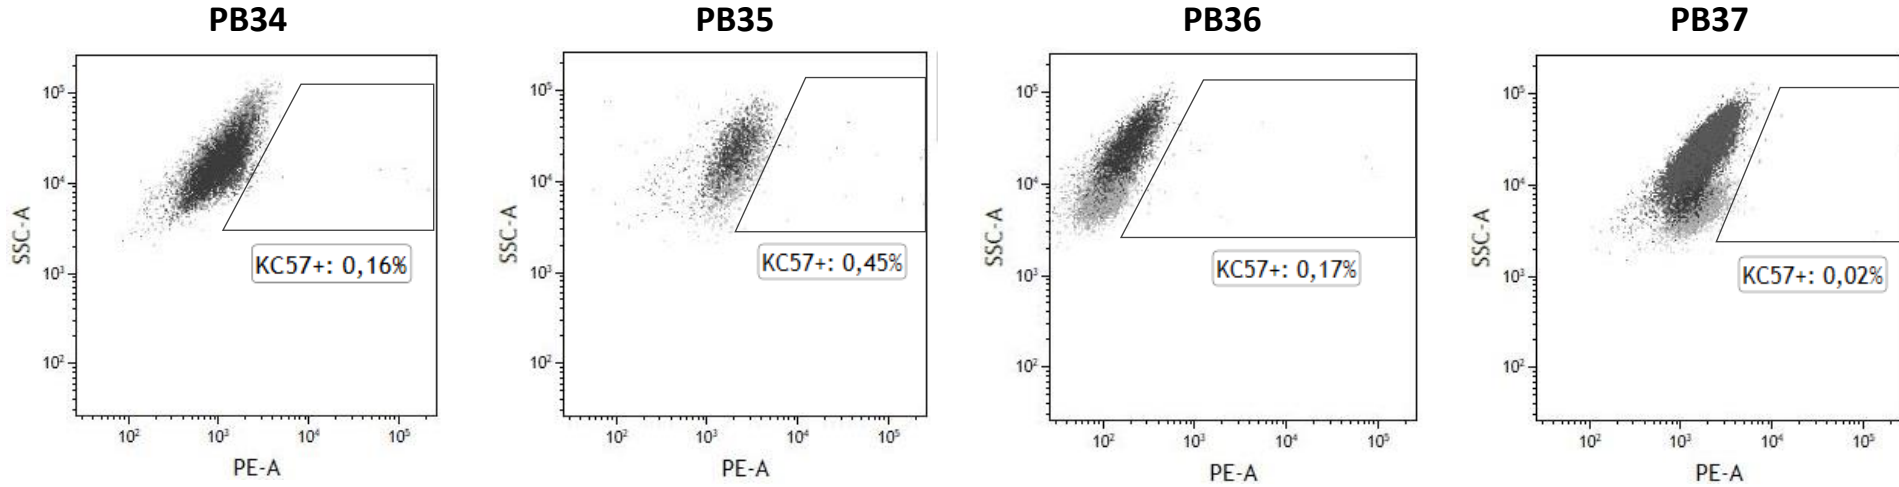 PB34
PB35
PB36
PB37
SSC-A
10⁵
10⁴
10³
10²
KC57+: 0,16%
10² 10³ 10⁴ 10⁵
PE-A
SSC-A
10⁵
10⁴
10³
10²
KC57+: 0,45%
10² 10³ 10⁴ 10⁵
PE-A
SSC-A
10⁵
10⁴
10³
10²
KC57+: 0,17%
10² 10³ 10⁴ 10⁵
PE-A
SSC-A
10⁵
10⁴
10³
10²
KC57+: 0,02%
10² 10³ 10⁴ 10⁵
PE-A